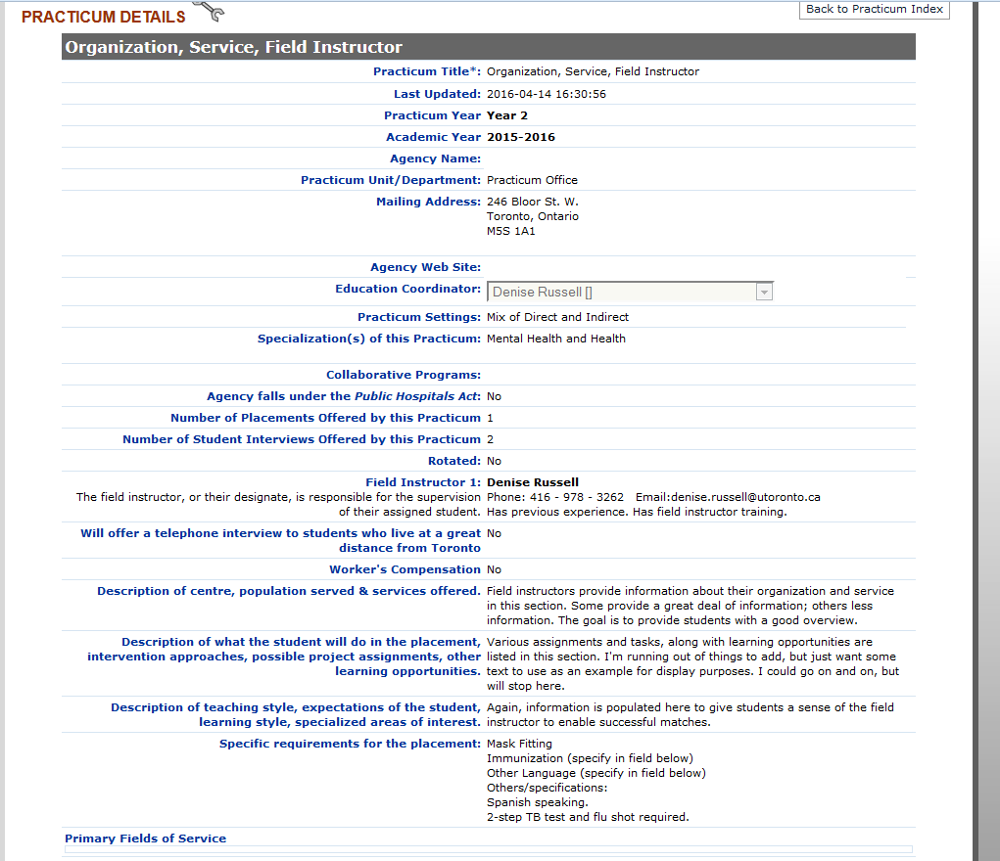 PRACTICUM DETAILS
Back to Practicum Index
Organization, Service, Field Instructor
Practicum Title*: Organization, Service, Field Instructor
Last Updated: 2016-04-14 16:30:56
Practicum Year Year 2
Academic Year 2015-2016
Agency Name:
Practicum Unit/Department: Practicum Office
Mailing Address: 246 Bloor St. W.
Toronto, Ontario
M5S 1A1
Agency Web Site:
Education Coordinator: Denise Russell []
Practicum Settings: Mix of Direct and Indirect
Specialization(s) of this Practicum: Mental Health and Health
Collaborative Programs:
Agency falls under the Public Hospitals Act: No
Number of Placements Offered by this Practicum 1
Number of Student Interviews Offered by this Practicum 2
Rotated: No
Field Instructor 1: Denise Russell
The field instructor, or their designate, is responsible for the supervision Phone: 416 - 978 - 3262 Email:denise.russell@utoronto.ca
of their assigned student. Has previous experience. Has field instructor training.
Will offer a telephone interview to students who live at a great No
distance from Toronto
Worker's Compensation No
Description of centre, population served & services offered. Field instructors provide information about their organization and service
in this section. Some provide a great deal of information; others less
information. The goal is to provide students with a good overview.
Description of what the student will do in the placement, Various assignments and tasks, along with learning opportunities are
intervention approaches, possible project assignments, other listed in this section. I'm running out of things to add, but just want some
learning opportunities. text to use as an example for display purposes. I could go on and on, but
will stop here.
Description of teaching style, expectations of the student, Again, information is populated here to give students a sense of the field
learning style, specialized areas of interest. instructor to enable successful matches.
Specific requirements for the placement: Mask Fitting
Immunization (specify in field below)
Other Language (specify in field below)
Others/specifications:
Spanish speaking.
2-step TB test and flu shot required.
Primary Fields of Service